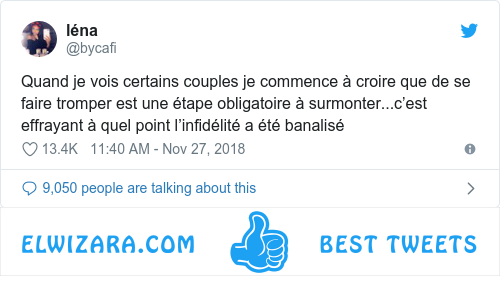 léna
@bycafi
Quand je vois certains couples je commence à croire que de se
faire tromper est une étape obligatoire à surmonter...c’est
effrayant à quel point l’infidélité a été banalisé
13.4K 11:40 AM - Nov 27, 2018
9,050 people are talking about this
ELWIZARA.COM BEST TWEETS